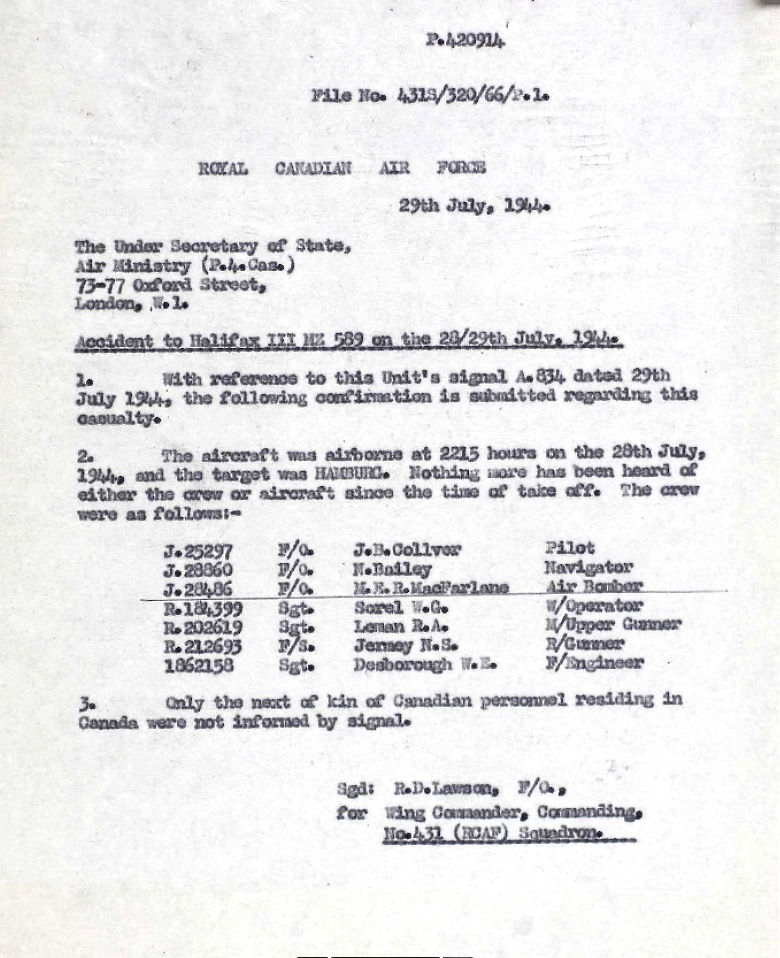 P.420914
File No. 431S/320/66/P.1.
ROYAL CANADIAN AIR FORCE
29th July, 1944.
The Under Secretary of State,
Air Ministry (P.4.Cas.)
73-77 Oxford Street,
London, W.1.
Accident to Halifax III MZ 589 on the 28/29th July, 1944.
1. With reference to this Unit's signal A.834 dated 29th
July 1944, the following confirmation is submitted regarding this
casualty.
2. The aircraft was airborne at 2215 hours on the 28th July,
1944, and the target was HAMBURG. Nothing more has been heard of
either the crew or aircraft since the time of take off. The crew
were as follows:-
J.25297 F/O. J.B.Collver Pilot
J.28860 F/O. N.Bailey Navigator
J.28486 F/O. M.E.R.MacFarlane Air Bomber
R.184399 Sgt. Sorel W.G. W/Operator
R.202619 Sgt. Leman R.A. M/Upper Gunner
R.212693 F/S. Jenney N.S. R/Gunner
1862158 Sgt. Desborough W.E. F/Engineer
3. Only the next of kin of Canadian personnel residing in
Canada were not informed by signal.
Sgd: R.D.Lawson, F/O.,
for Wing Commander, Commanding,
No.431 (RCAF) Squadron.